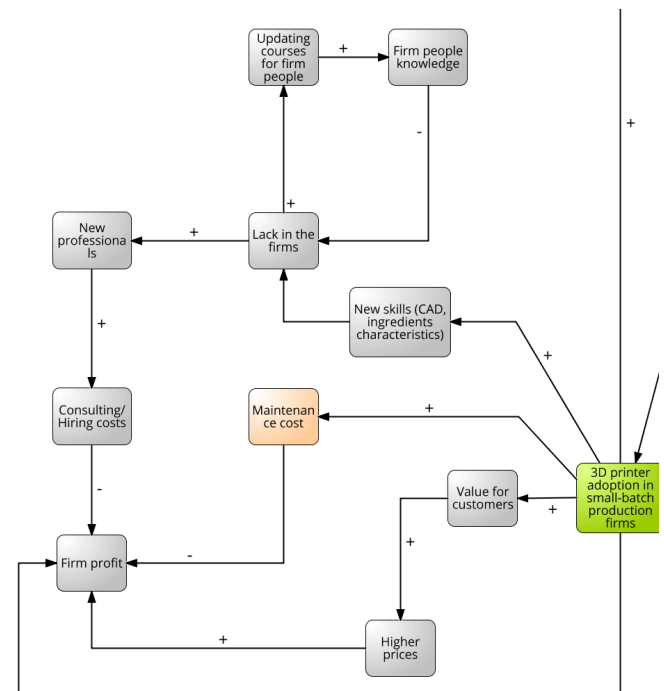 Updating
courses
for firm
people
+
Firm people
knowledge
-
+
+
New
professiona
ls
+
Lack in the
firms
+
New skills (CAD,
ingredients
characteristics)
+
Consulting/
Hiring costs
Maintenan
ce cost
+
-
Value for
customers
+
3D printer
adoption in
small-batch
production
firms
+
Firm profit
-
+
Higher
prices